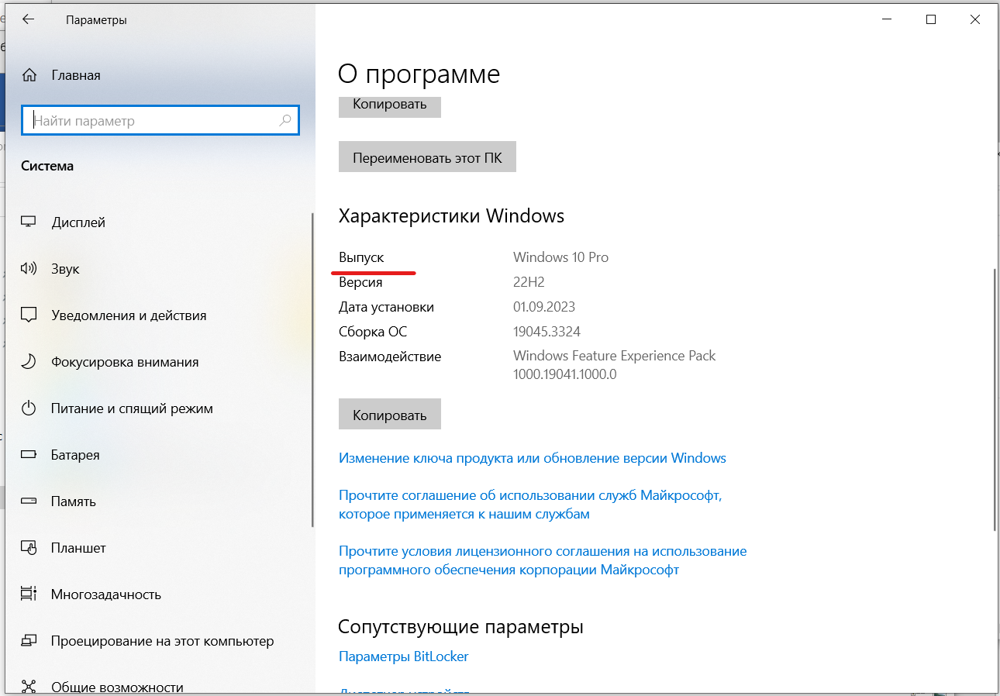 Параметры
Главная
Найти параметр
Система
Дисплей
Звук
Уведомления и действия
Фокусировка внимания
Питание и спящий режим
Батарея
Память
Планшет
Многозадачность
Проецирование на этот компьютер
Общие возможности
О программе
Копировать
Переименовать этот ПК
Характеристики Windows
Выпуск Windows 10 Pro
Версия 22H2
Дата установки 01.09.2023
Сборка ОС 19045.3324
Взаимодействие Windows Feature Experience Pack
1000.19041.1000.0
Копировать
Изменение ключа продукта или обновление версии Windows
Прочтите соглашение об использовании служб Майкрософт,
которое применяется к нашим службам
Прочтите условия лицензионного соглашения на использование
программного обеспечения корпорации Майкрософт
Сопутствующие параметры
Параметры BitLocker
Диспетчер устройств